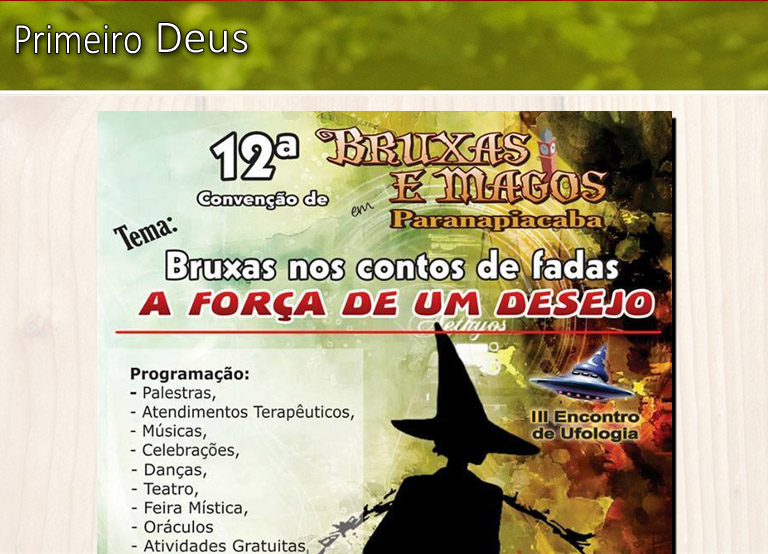 Primeiro Deus
12ª BRUXAS
Convenção de E MAGOS
em Paranapiacaba
Tema:
Bruxas nos contos de fadas
A FORÇA DE UM DESEJO
Aethyos
Programação:
- Palestras,
- Atendimentos Terapêuticos,
- Músicas,
- Celebrações,
- Danças,
- Teatro,
- Feira Mística,
- Oráculos
- Atividades Gratuitas,
III Encontro
de Ufologia